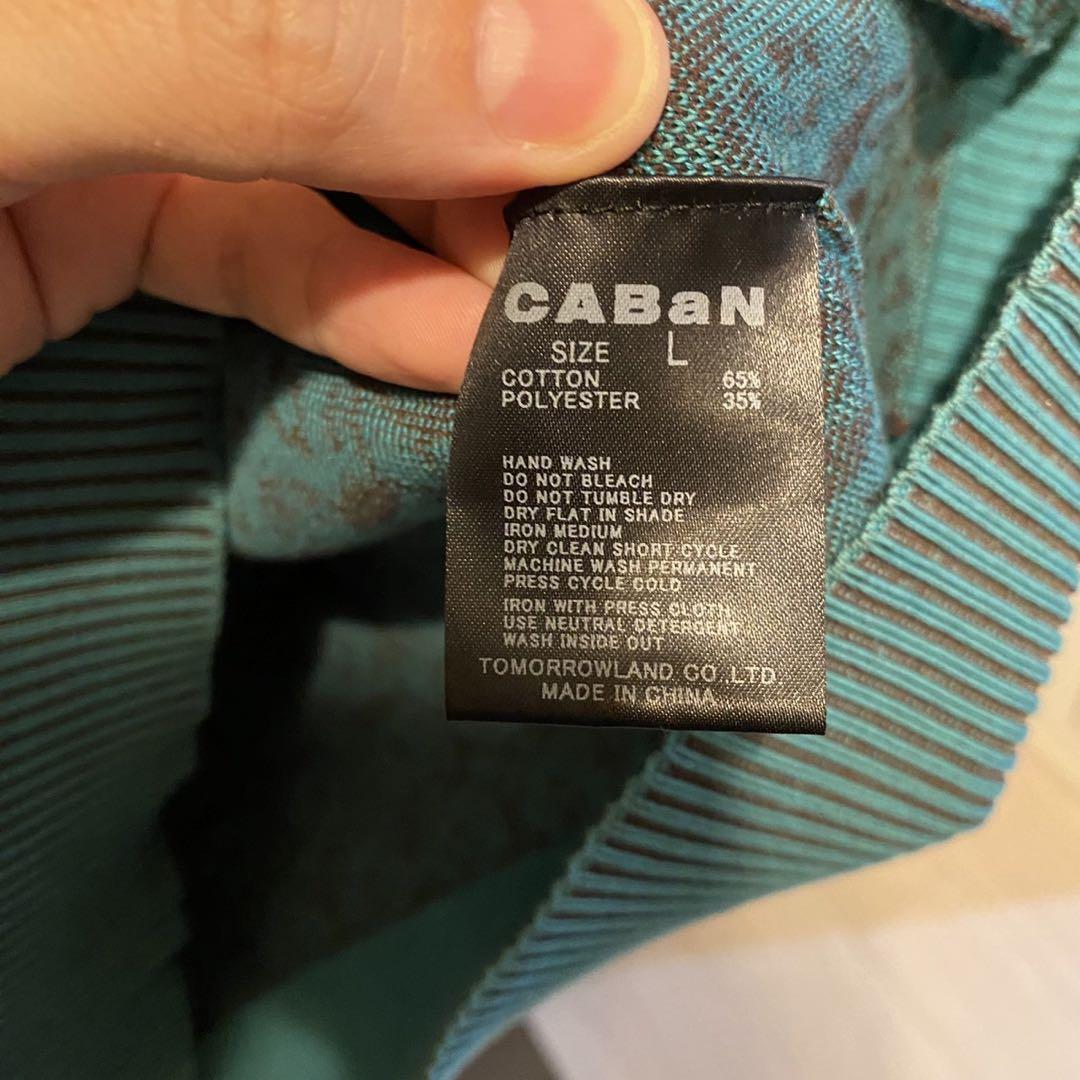 CABaN
SIZE L
COTTON 65%
POLYESTER 35%
HAND WASH
DO NOT BLEACH
DO NOT TUMBLE DRY
DRY FLAT IN SHADE
IRON MEDIUM
DRY CLEAN SHORT CYCLE
MACHINE WASH PERMANENT
PRESS CYCLE COLD
IRON WITH PRESS CLOTH
USE NEUTRAL DETERGENT
WASH INSIDE OUT
TOMORROWLAND CO.,LTD.
MADE IN CHINA